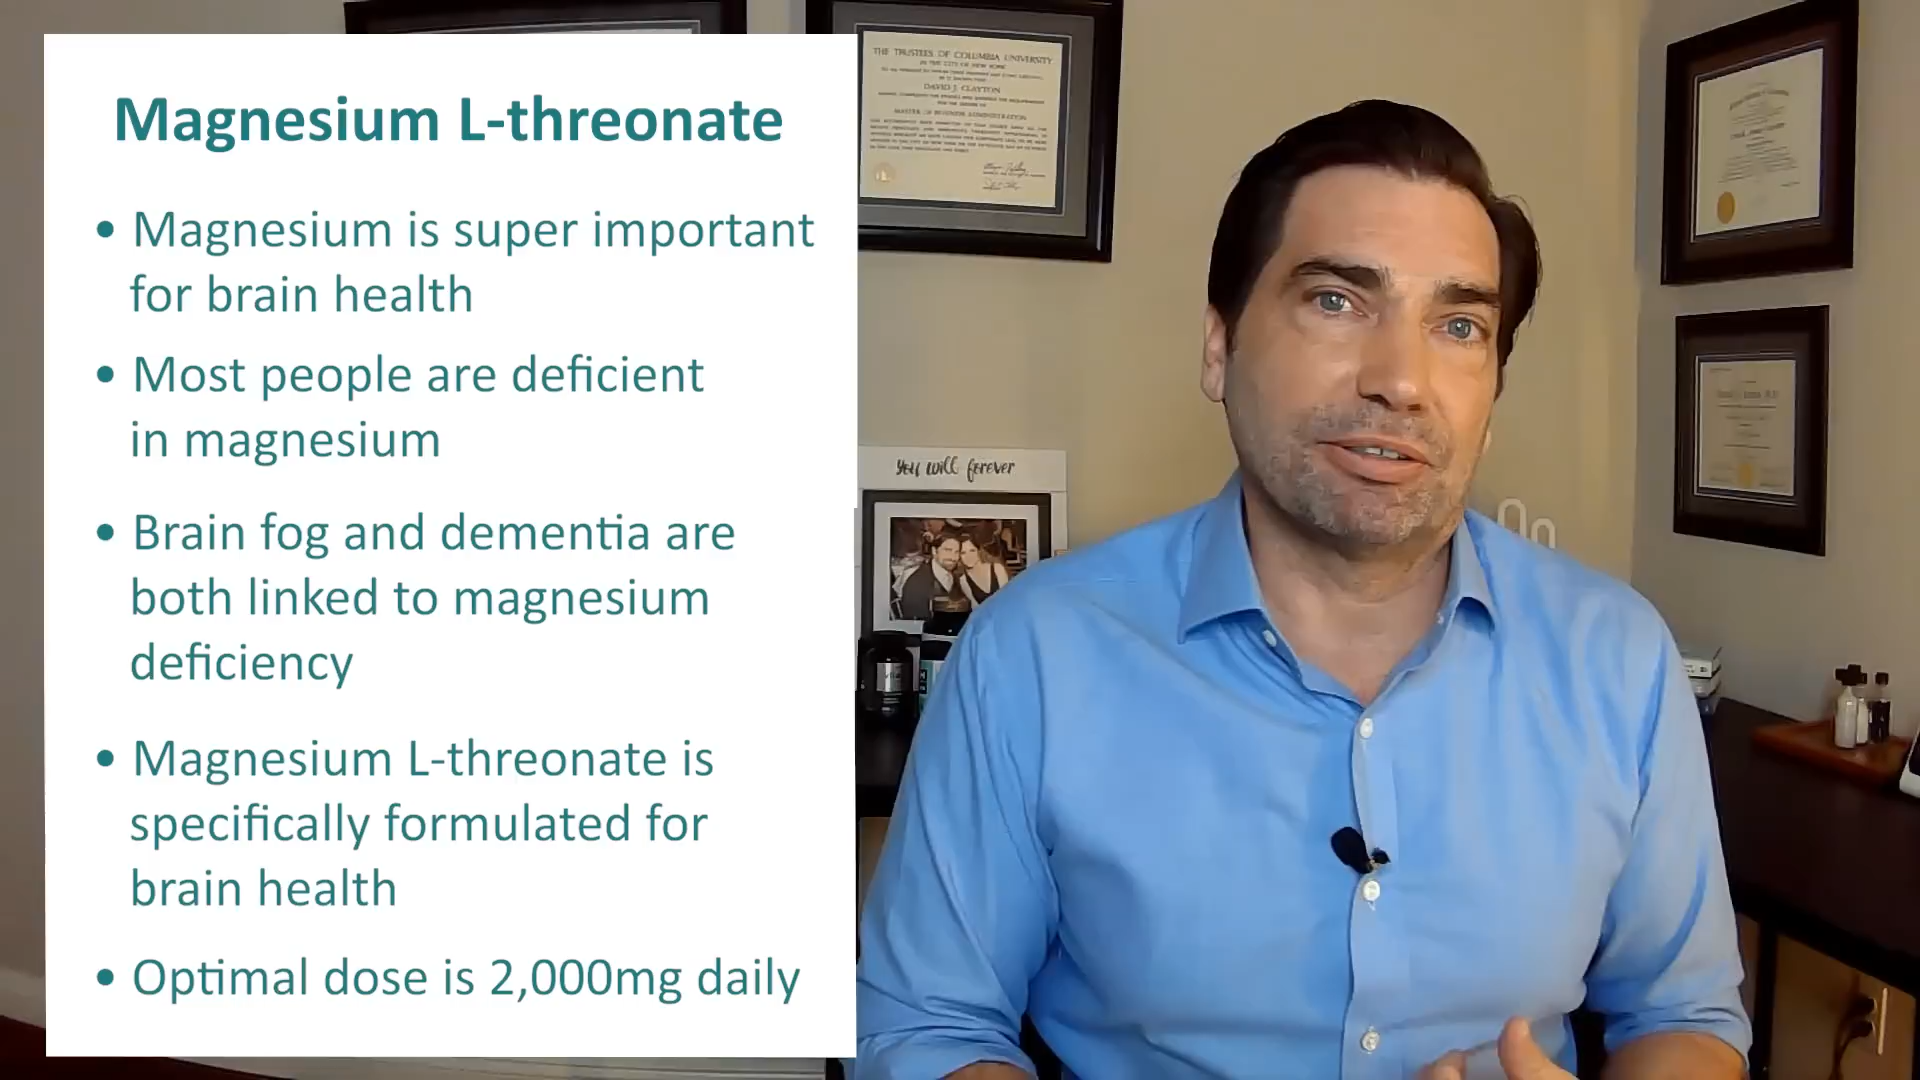 Magnesium L-threonate
• Magnesium is super important
for brain health
• Most people are deficient
in magnesium
• Brain fog and dementia are
both linked to magnesium
deficiency
• Magnesium L-threonate is
specifically formulated for
brain health
• Optimal dose is 2,000mg daily
THE TRUSTEES OF COLUMBIA UNIVERSITY
IN THE CITY OF NEW YORK
DAVID J. CLAYTON
MASTER OF BUSINESS ADMINISTRATION
you will forever